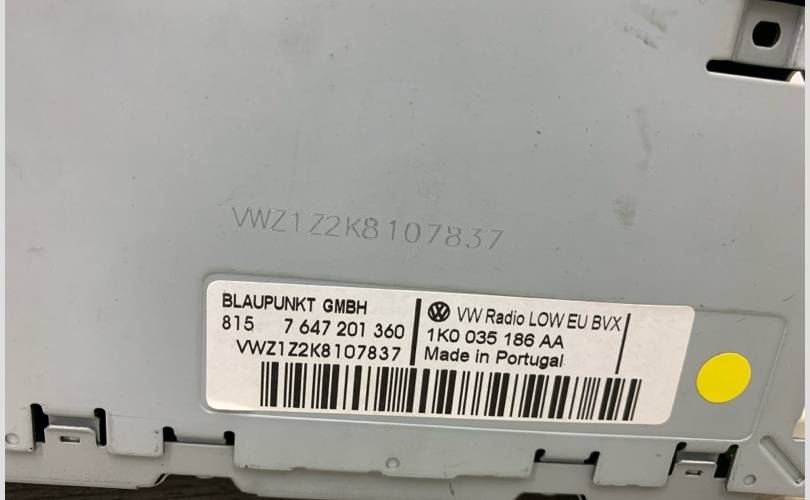 VWZ1Z2K8107837
BLAUPUNKT GMBH
815 7 647 201 360
VWZ1Z2K8107837
VW Radio LOW EU BVX
1K0 035 186 AA
Made in Portugal